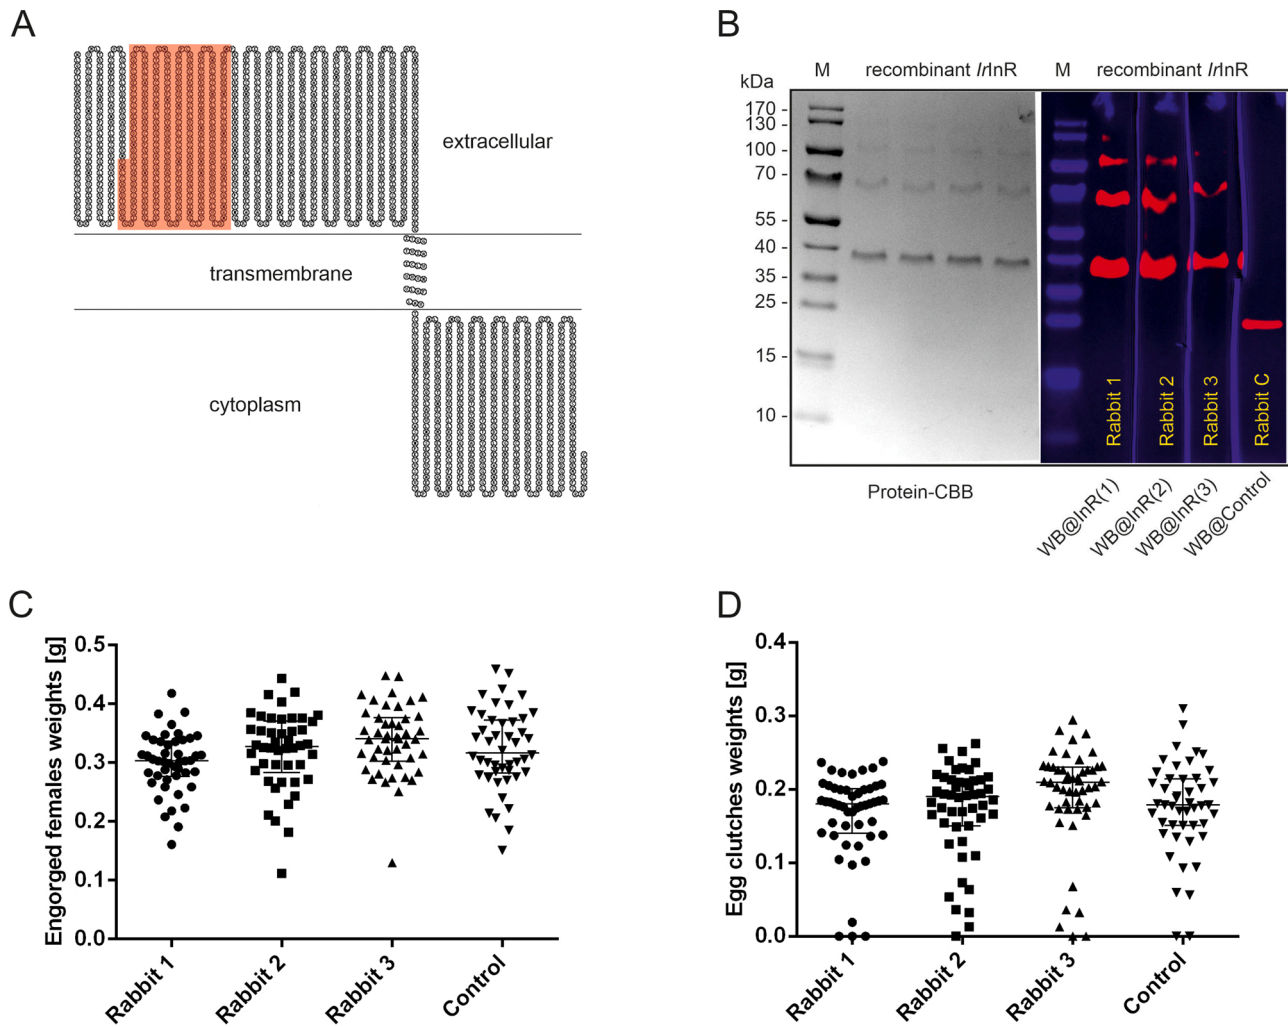 A
extracellular
transmembrane
cytoplasm
B
kDa
M
recombinant IrInR
M
recombinant IrInR
170 -
130 -
100 -
70 -
55 -
40 -
35 -
25 -
15 -
10 -
Rabbit 1
Rabbit 2
Rabbit 3
Rabbit C
Protein-CBB
WB@InR(1)
WB@InR(2)
WB@InR(3)
WB@Control
C
Engorged females weights [g]
0.5
0.4
0.3
0.2
0.1
0.0
Rabbit 1
Rabbit 2
Rabbit 3
Control
D
Egg clutches weights [g]
0.4
0.3
0.2
0.1
0.0
Rabbit 1
Rabbit 2
Rabbit 3
Control